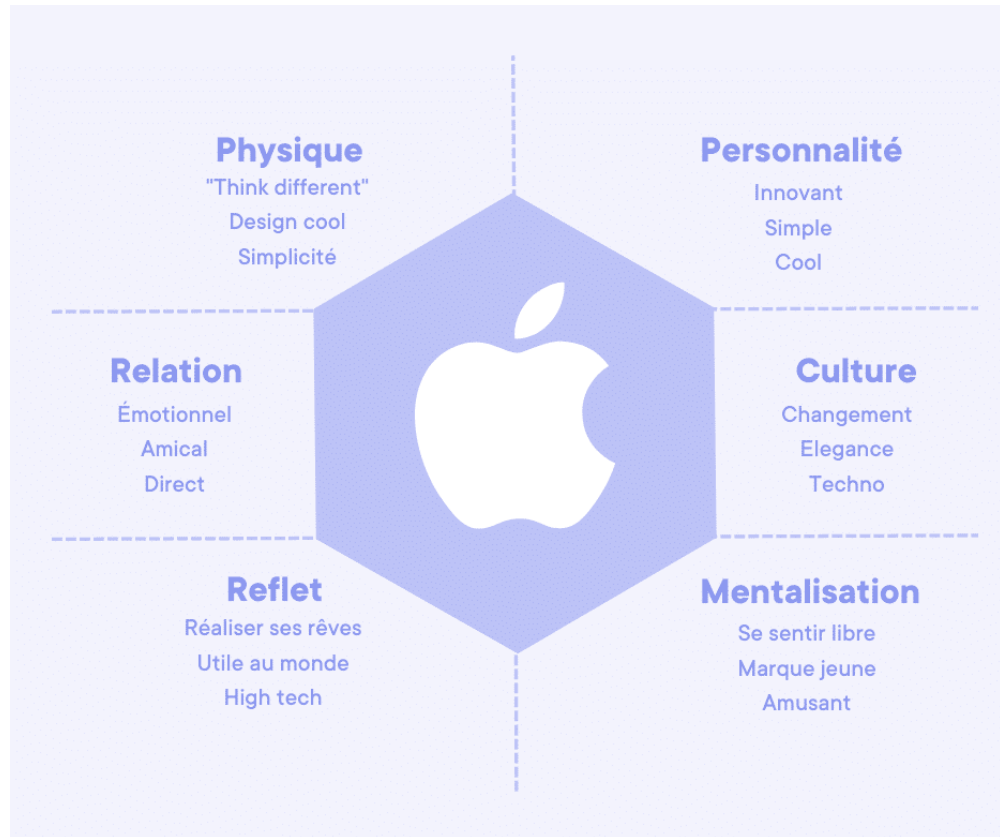 Physique
"Think different"
Design cool
Simplicité
Personnalité
Innovant
Simple
Cool
Relation
Émotionnel
Amical
Direct
Culture
Changement
Elegance
Techno
Reflet
Réaliser ses rêves
Utile au monde
High tech
Mentalisation
Se sentir libre
Marque jeune
Amusant